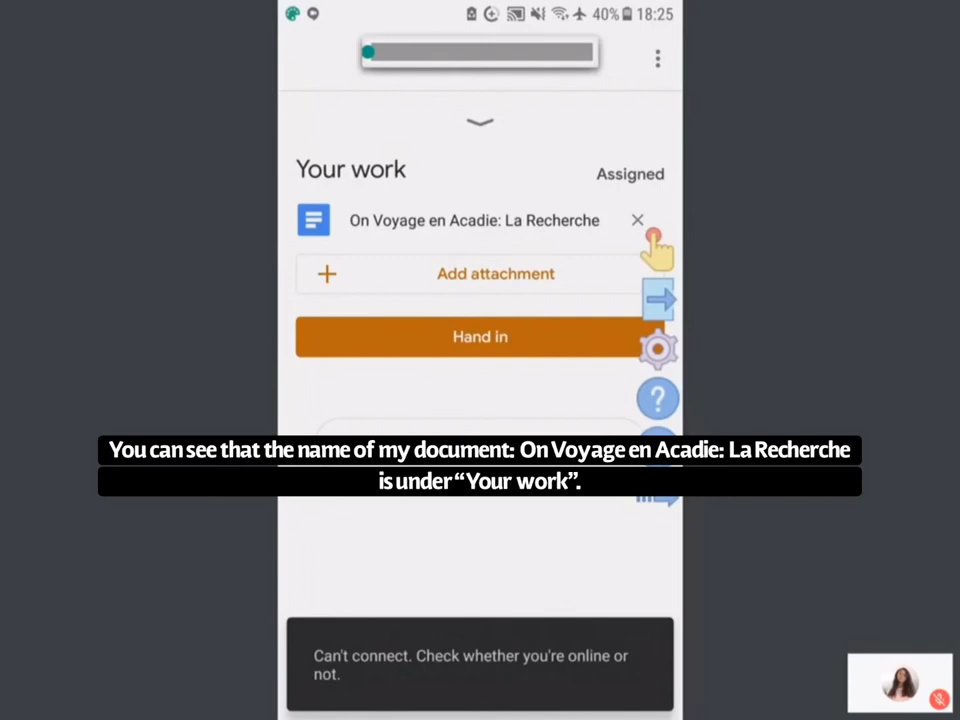 40% 18:25
Your work
Assigned
On Voyage en Acadie: La Recherche
Add attachment
Hand in
?
You can see that the name of my document: On Voyage en Acadie: La Recherche
is under “Your work”.
Can't connect. Check whether you're online or
not.